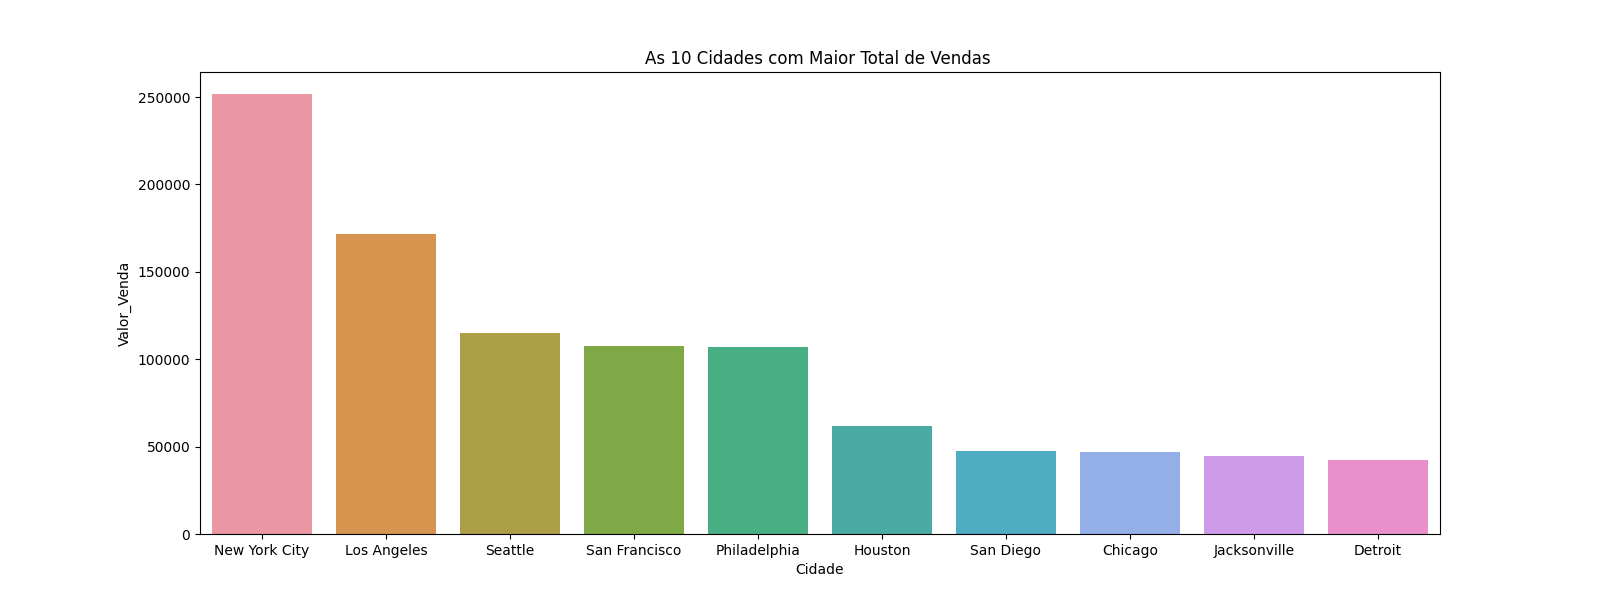 As 10 Cidades com Maior Total de Vendas
Valor_Venda
250000
200000
150000
100000
50000
0
New York City Los Angeles Seattle San Francisco Philadelphia Houston San Diego Chicago Jacksonville Detroit
Cidade